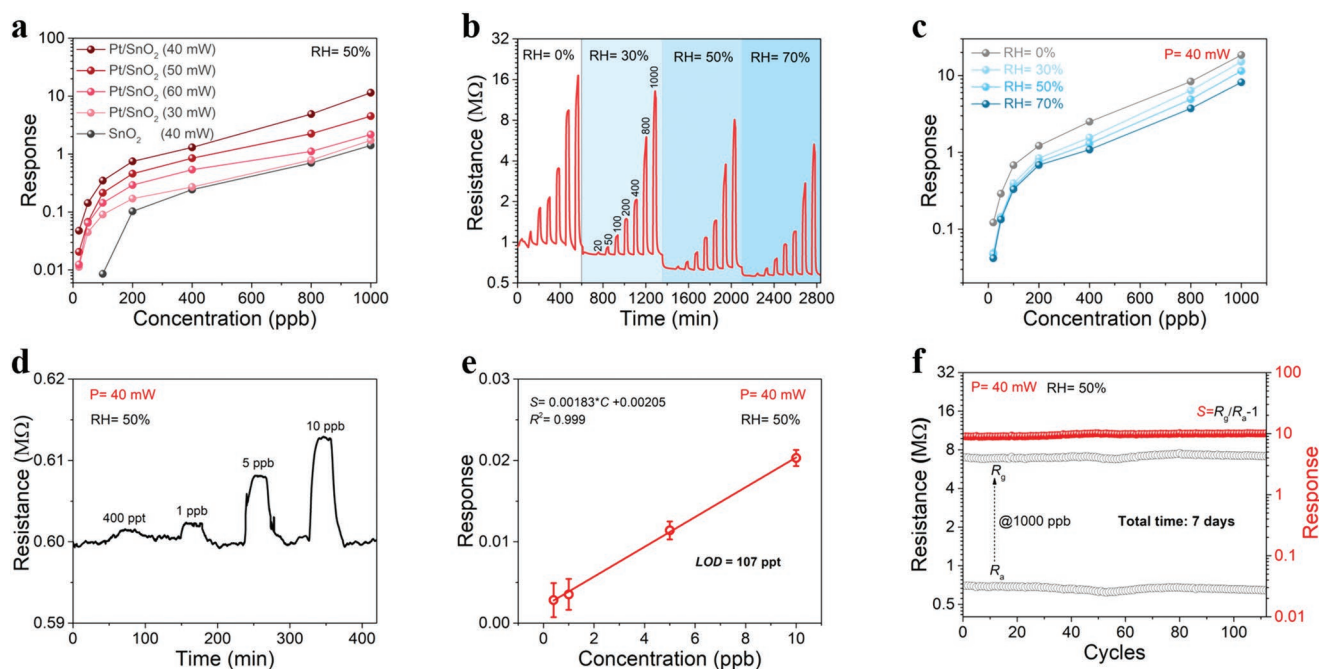 a
Response
100
10
1
0.1
0.01
Pt/SnO₂ (40 mW)
Pt/SnO₂ (50 mW)
Pt/SnO₂ (60 mW)
Pt/SnO₂ (30 mW)
SnO₂ (40 mW)
RH= 50%
0 200 400 600 800 1000
Concentration (ppb)
b
Resistance (MΩ)
32
16
8
4
2
1
0.5
RH= 0% RH= 30% RH= 50% RH= 70%
20 50 100 200 400 800 1000
0 400 800 1200 1600 2000 2400 2800
Time (min)
c
Response
10
1
0.1
RH= 0%
RH= 30%
RH= 50%
RH= 70%
P= 40 mW
0 200 400 600 800 1000
Concentration (ppb)
d
Resistance (MΩ)
0.62
0.61
0.60
0.59
P= 40 mW
RH= 50%
400 ppt 1 ppb 5 ppb 10 ppb
0 100 200 300 400
Time (min)
e
Response
0.03
0.02
0.01
0.00
S= 0.00183*C +0.00205
R²= 0.999
P= 40 mW
RH= 50%
LOD = 107 ppt
0 2 4 6 8 10
Concentration (ppb)
f
Resistance (MΩ)
32
16
8
4
2
1
0.5
P= 40 mW RH= 50%
S=Rg/Ra-1
Rg
@1000 ppb
Total time: 7 days
Ra
100
10
1
0.1
0.01
Response
0 20 40 60 80 100
Cycles